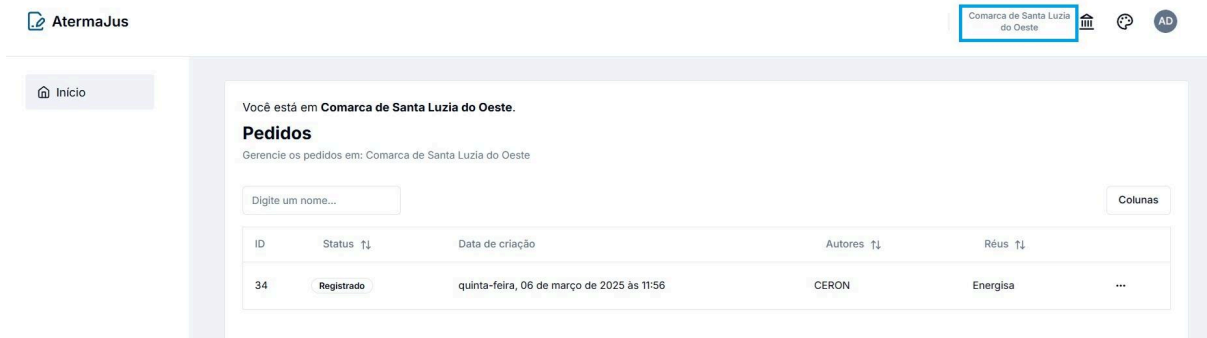 AtermaJus
Comarca de Santa Luzia
do Oeste
AD
Início
Você está em Comarca de Santa Luzia do Oeste.
Pedidos
Gerencie os pedidos em: Comarca de Santa Luzia do Oeste
Digite um nome...
Colunas
ID Status Data de criação Autores Réus
34 Registrado quinta-feira, 06 de março de 2025 às 11:56 CERON Energisa ...